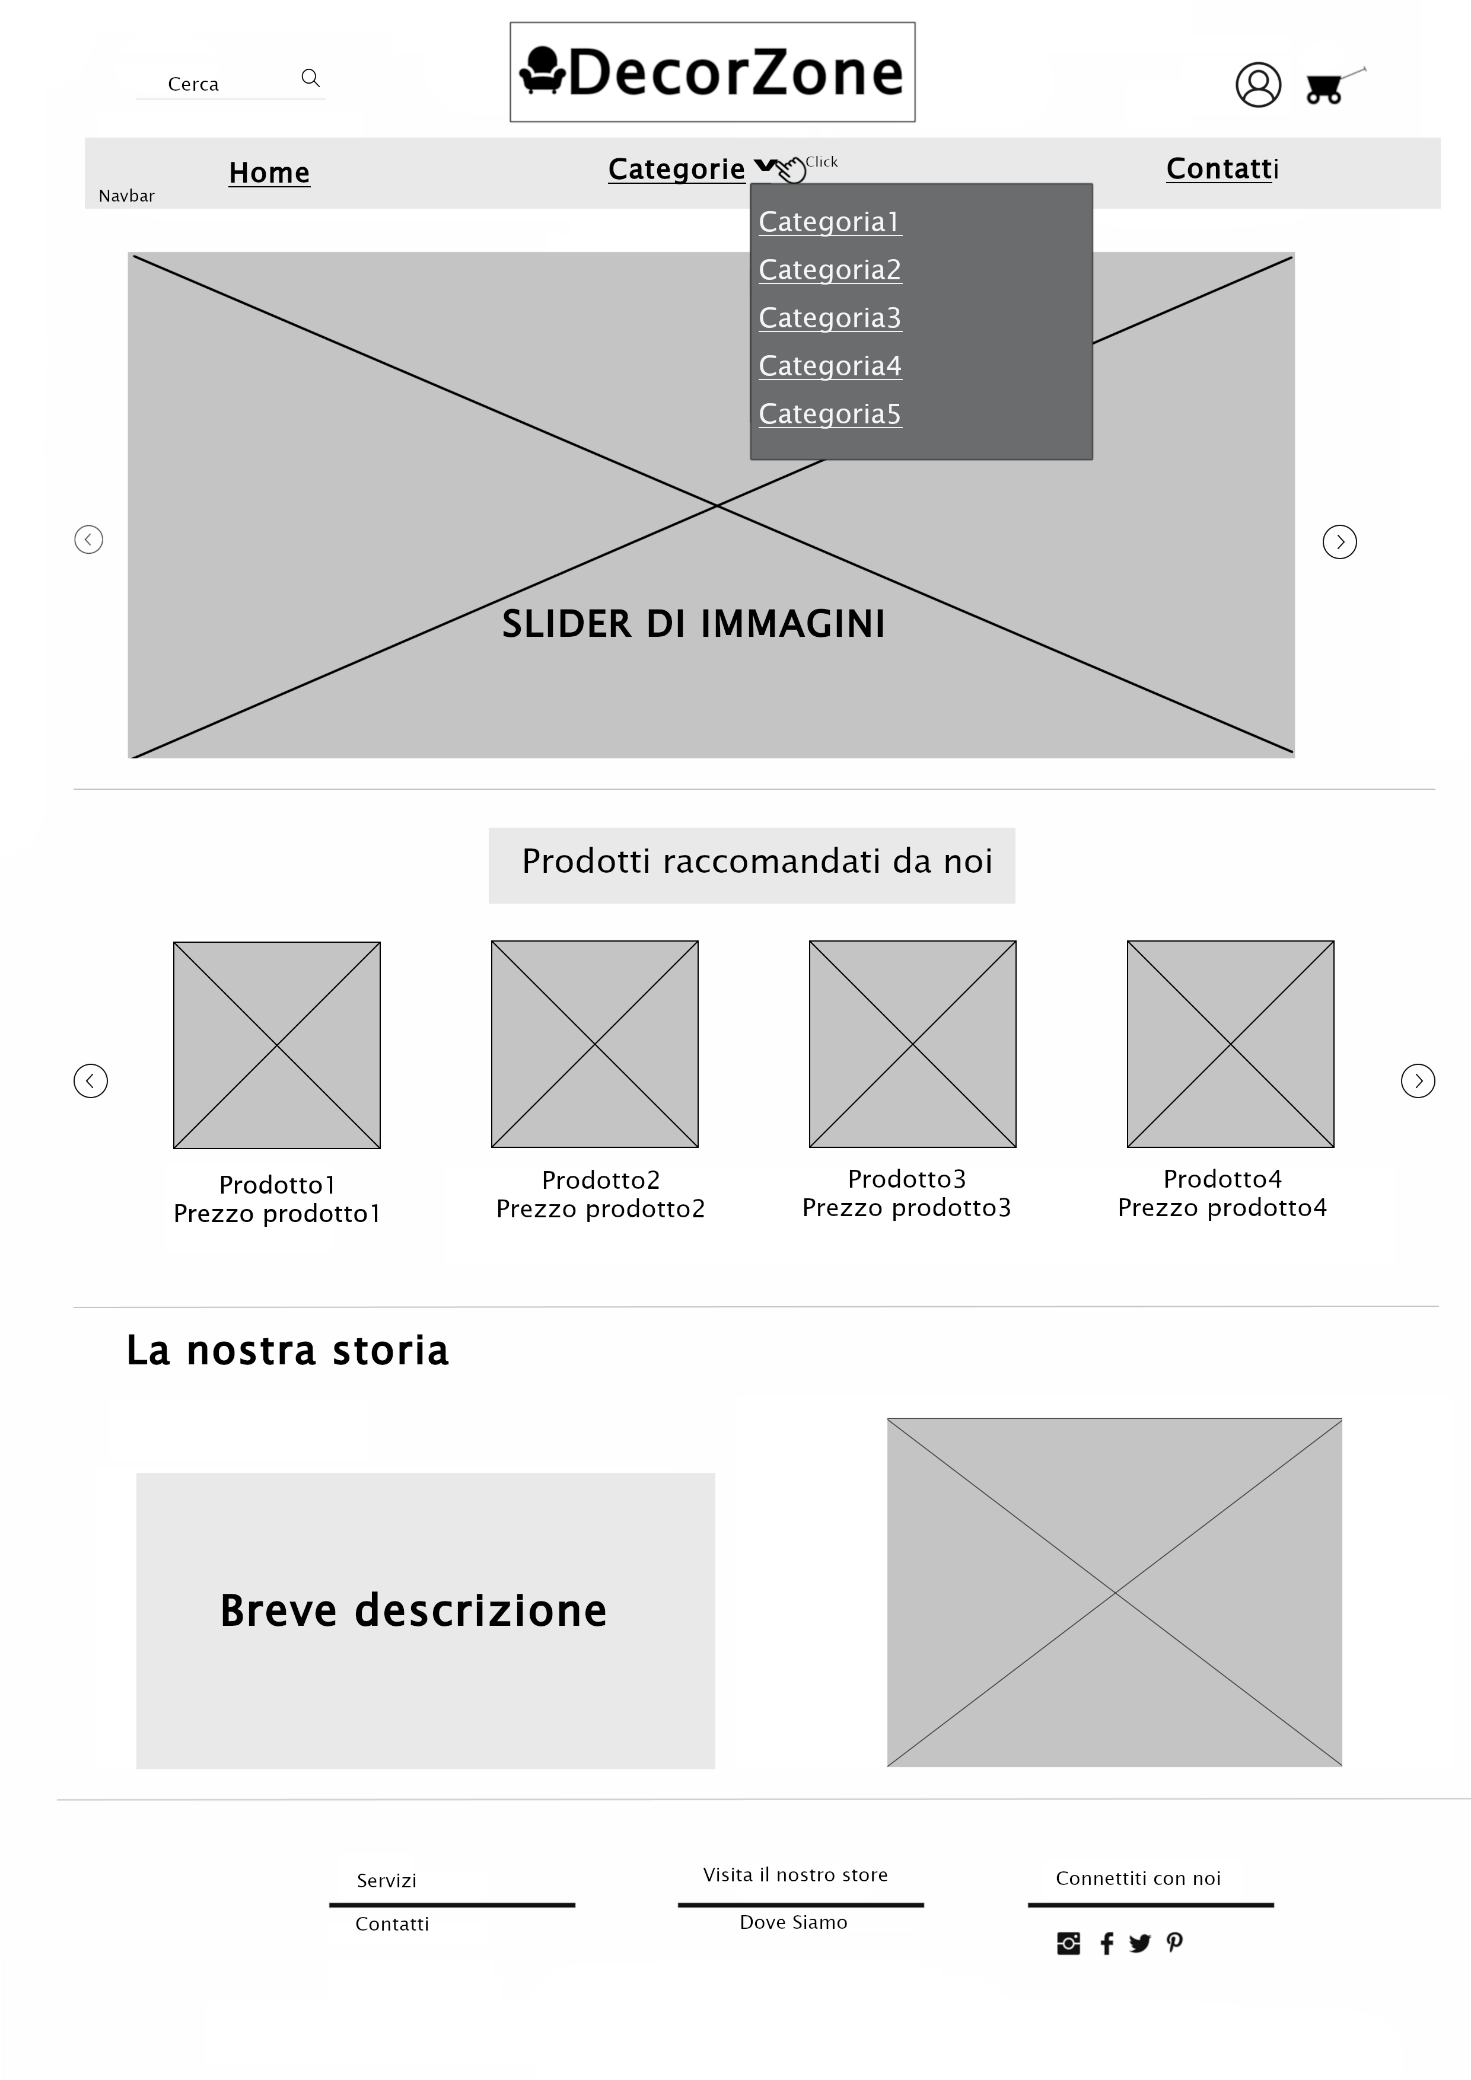 Cerca
DecorZone
Home
Categorie
Click
Contatti
Navbar
Categoria1
Categoria2
Categoria3
Categoria4
Categoria5
SLIDER DI IMMAGINI
Prodotti raccomandati da noi
Prodotto1
Prezzo prodotto1
Prodotto2
Prezzo prodotto2
Prodotto3
Prezzo prodotto3
Prodotto4
Prezzo prodotto4
La nostra storia
Breve descrizione
Servizi
Contatti
Visita il nostro store
Dove Siamo
Connettiti con noi